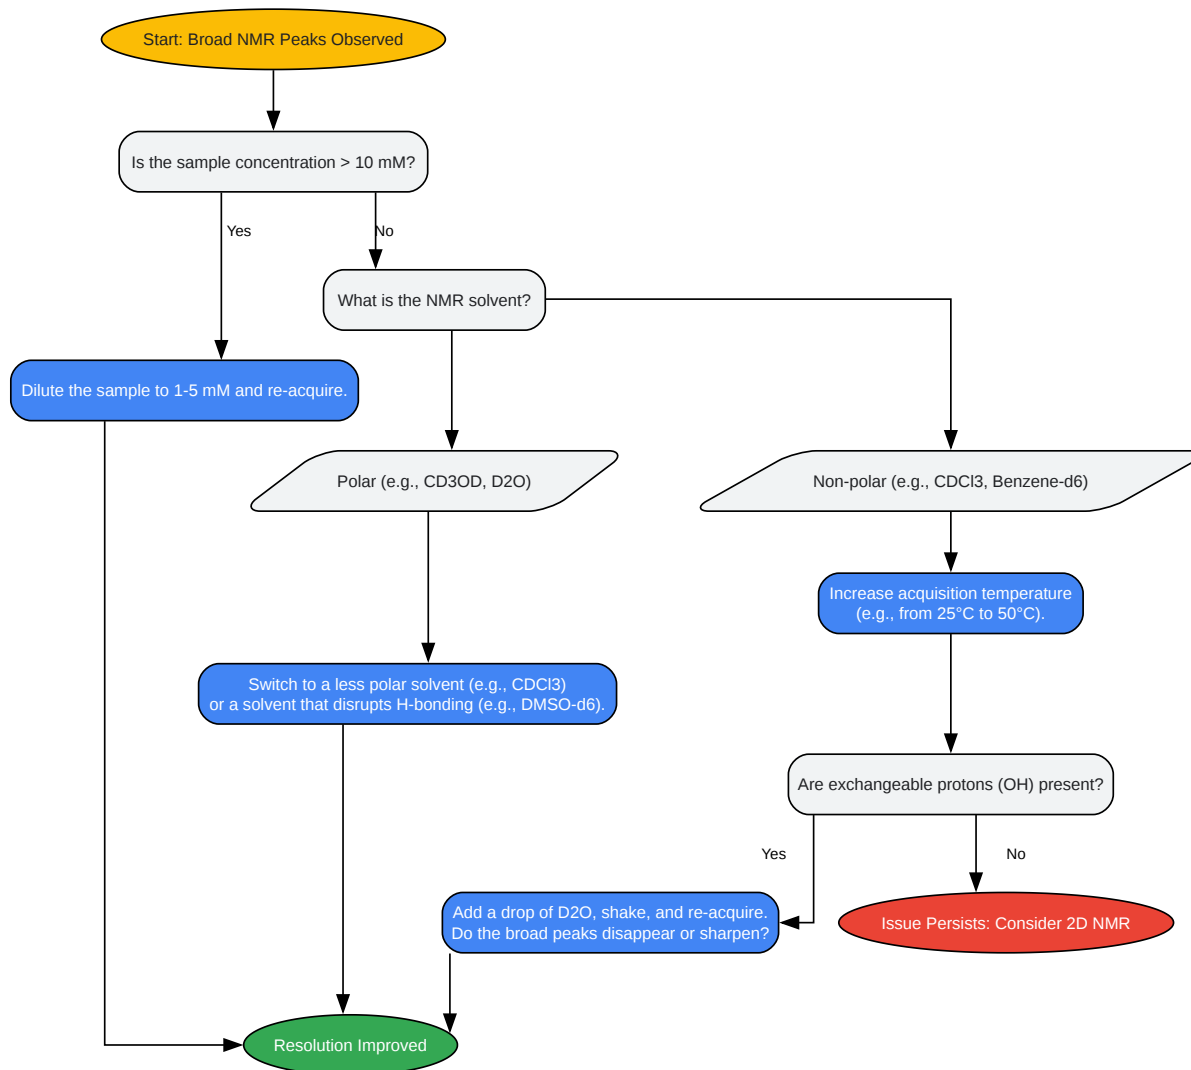 Start: Broad NMR Peaks Observed
Is the sample concentration > 10 mM?
Yes
No
What is the NMR solvent?
Dilute the sample to 1-5 mM and re-acquire.
Polar (e.g., CD3OD, D2O)
Non-polar (e.g., CDCl3, Benzene-d6)
Increase acquisition temperature
(e.g., from 25°C to 50°C).
Switch to a less polar solvent (e.g., CDCl3)
or a solvent that disrupts H-bonding (e.g., DMSO-d6).
Are exchangeable protons (OH) present?
Yes
No
Add a drop of D2O, shake, and re-acquire.
Do the broad peaks disappear or sharpen?
Issue Persists: Consider 2D NMR
Resolution Improved